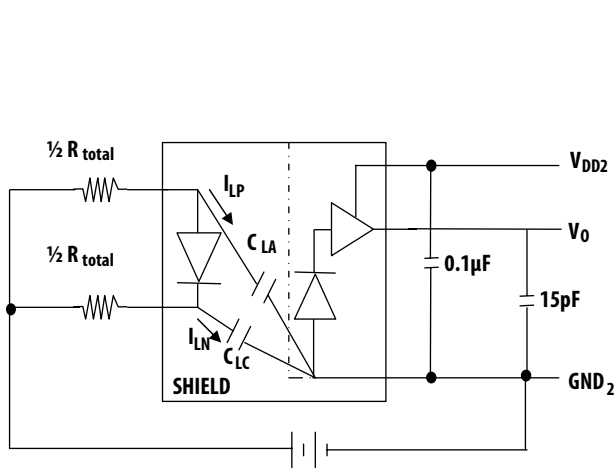 ½ R total
V DD2
I LP
C LA
V O
½ R total
0.1µF
15pF
I LN
C LC
SHIELD
GND 2